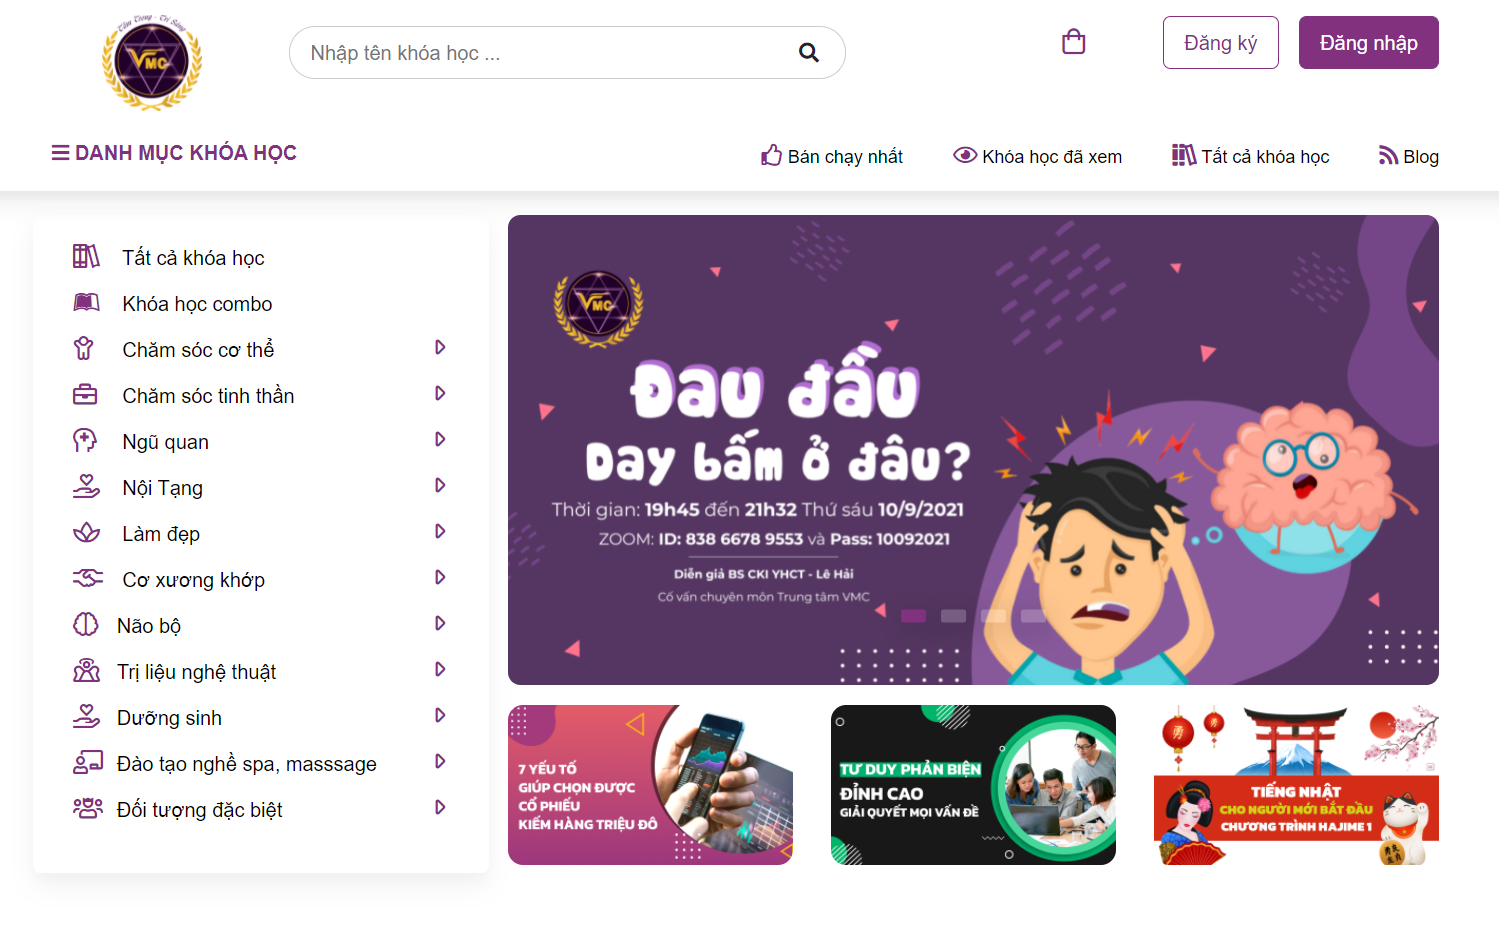 Tâm Trong - Trí Sáng
VMC
Nhập tên khóa học ...
Đăng ký
Đăng nhập
DANH MỤC KHÓA HỌC
Bán chạy nhất
Khóa học đã xem
Tất cả khóa học
Blog
Tất cả khóa học
Khóa học combo
Chăm sóc cơ thể
Chăm sóc tinh thần
Ngũ quan
Nội Tạng
Làm đẹp
Cơ xương khớp
Não bộ
Trị liệu nghệ thuật
Dưỡng sinh
Đào tạo nghề spa, masssage
Đối tượng đặc biệt
VMC
Đau đầu
Day bấm ở đâu?
Thời gian: 19h45 đến 21h32 Thứ sáu 10/9/2021
ZOOM: ID: 838 6678 9553 và Pass: 10092021
Diễn giả BS CKI YHCT - Lê Hải
Cố vấn chuyên môn Trung tâm VMC
7 YẾU TỐ
GIÚP CHỌN ĐƯỢC
CỔ PHIẾU
KIẾM HÀNG TRIỆU ĐÔ
TƯ DUY PHẢN BIỆN
ĐỈNH CAO
GIẢI QUYẾT MỌI VẤN ĐỀ
TIẾNG NHẬT
CHO NGƯỜI MỚI BẮT ĐẦU
CHƯƠNG TRÌNH HAJIME 1